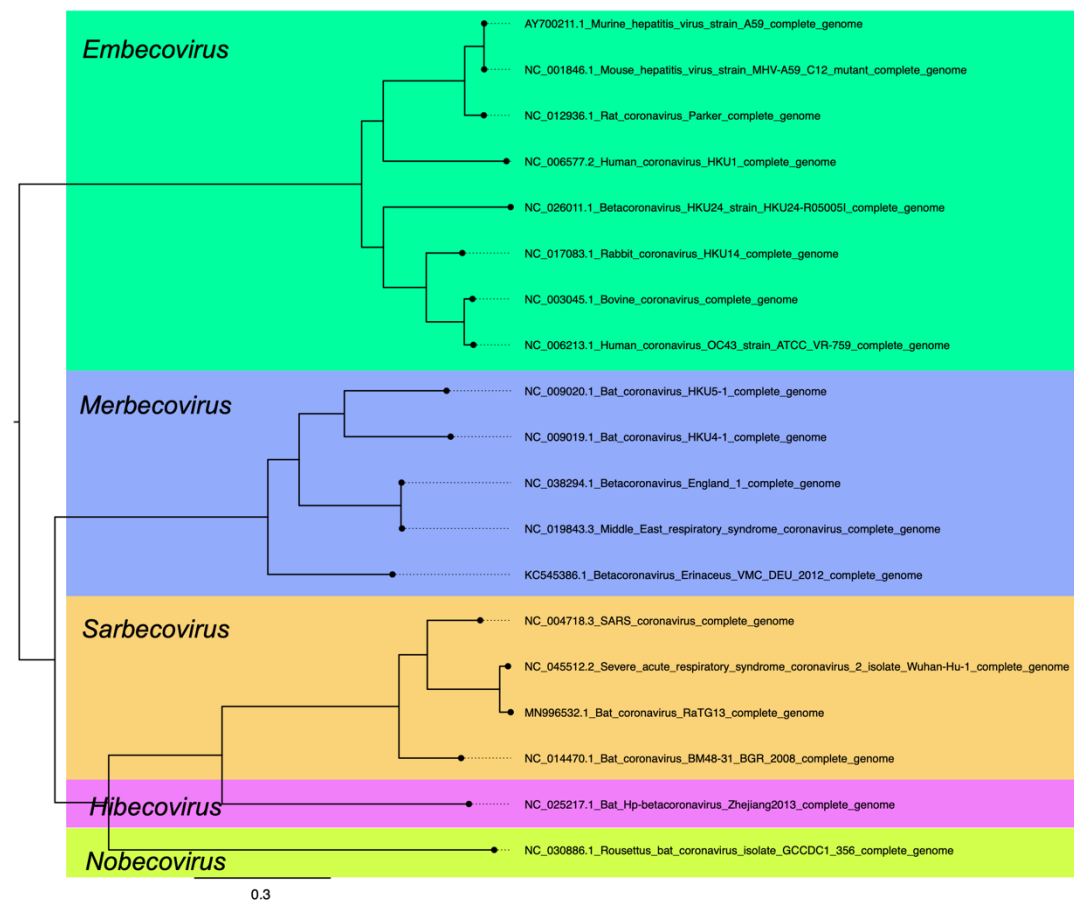 Embecovirus
AY700211.1_Murine_hepatitis_virus_strain_A59_complete_genome
NC_001846.1_Mouse_hepatitis_virus_strain_MHV-A59_C12_mutant_complete_genome
NC_012936.1_Rat_coronavirus_Parker_complete_genome
NC_006577.2_Human_coronavirus_HKU1_complete_genome
NC_026011.1_Betacoronavirus_HKU24_strain_HKU24-R05005I_complete_genome
NC_017083.1_Rabbit_coronavirus_HKU14_complete_genome
NC_003045.1_Bovine_coronavirus_complete_genome
NC_006213.1_Human_coronavirus_OC43_strain_ATCC_VR-759_complete_genome
Merbecovirus
NC_009020.1_Bat_coronavirus_HKU5-1_complete_genome
NC_009019.1_Bat_coronavirus_HKU4-1_complete_genome
NC_038294.1_Betacoronavirus_England_1_complete_genome
NC_019843.3_Middle_East_respiratory_syndrome_coronavirus_complete_genome
KC545386.1_Betacoronavirus_Erinaceus_VMC_DEU_2012_complete_genome
Sarbecovirus
NC_004718.3_SARS_coronavirus_complete_genome
NC_045512.2_Severe_acute_respiratory_syndrome_coronavirus_2_isolate_Wuhan-Hu-1_complete_genome
MN996532.1_Bat_coronavirus_RaTG13_complete_genome
NC_014470.1_Bat_coronavirus_BM48-31_BGR_2008_complete_genome
Hibecovirus
NC_025217.1_Bat_Hp-betacoronavirus_Zhejiang2013_complete_genome
Nobecovirus
NC_030886.1_Rousettus_bat_coronavirus_isolate_GCCDC1_356_complete_genome
0.3